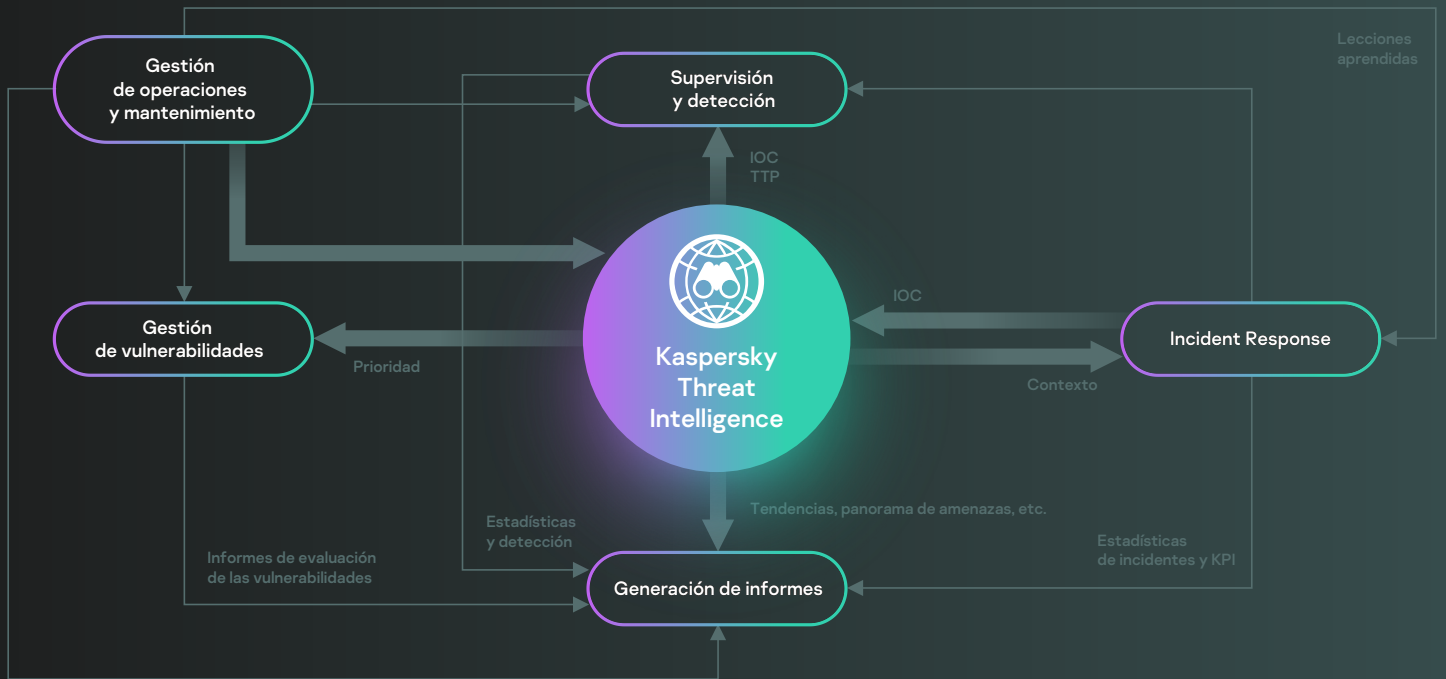 Lecciones
aprendidas
Gestión
de operaciones
y mantenimiento
Supervisión
y detección
IOC
TTP
IOC
Gestión
de vulnerabilidades
Prioridad
Kaspersky
Threat
Intelligence
Incident Response
Contexto
Tendencias, panorama de amenazas, etc.
Estadísticas
y detección
Estadísticas
de incidentes y KPI
Informes de evaluación
de las vulnerabilidades
Generación de informes